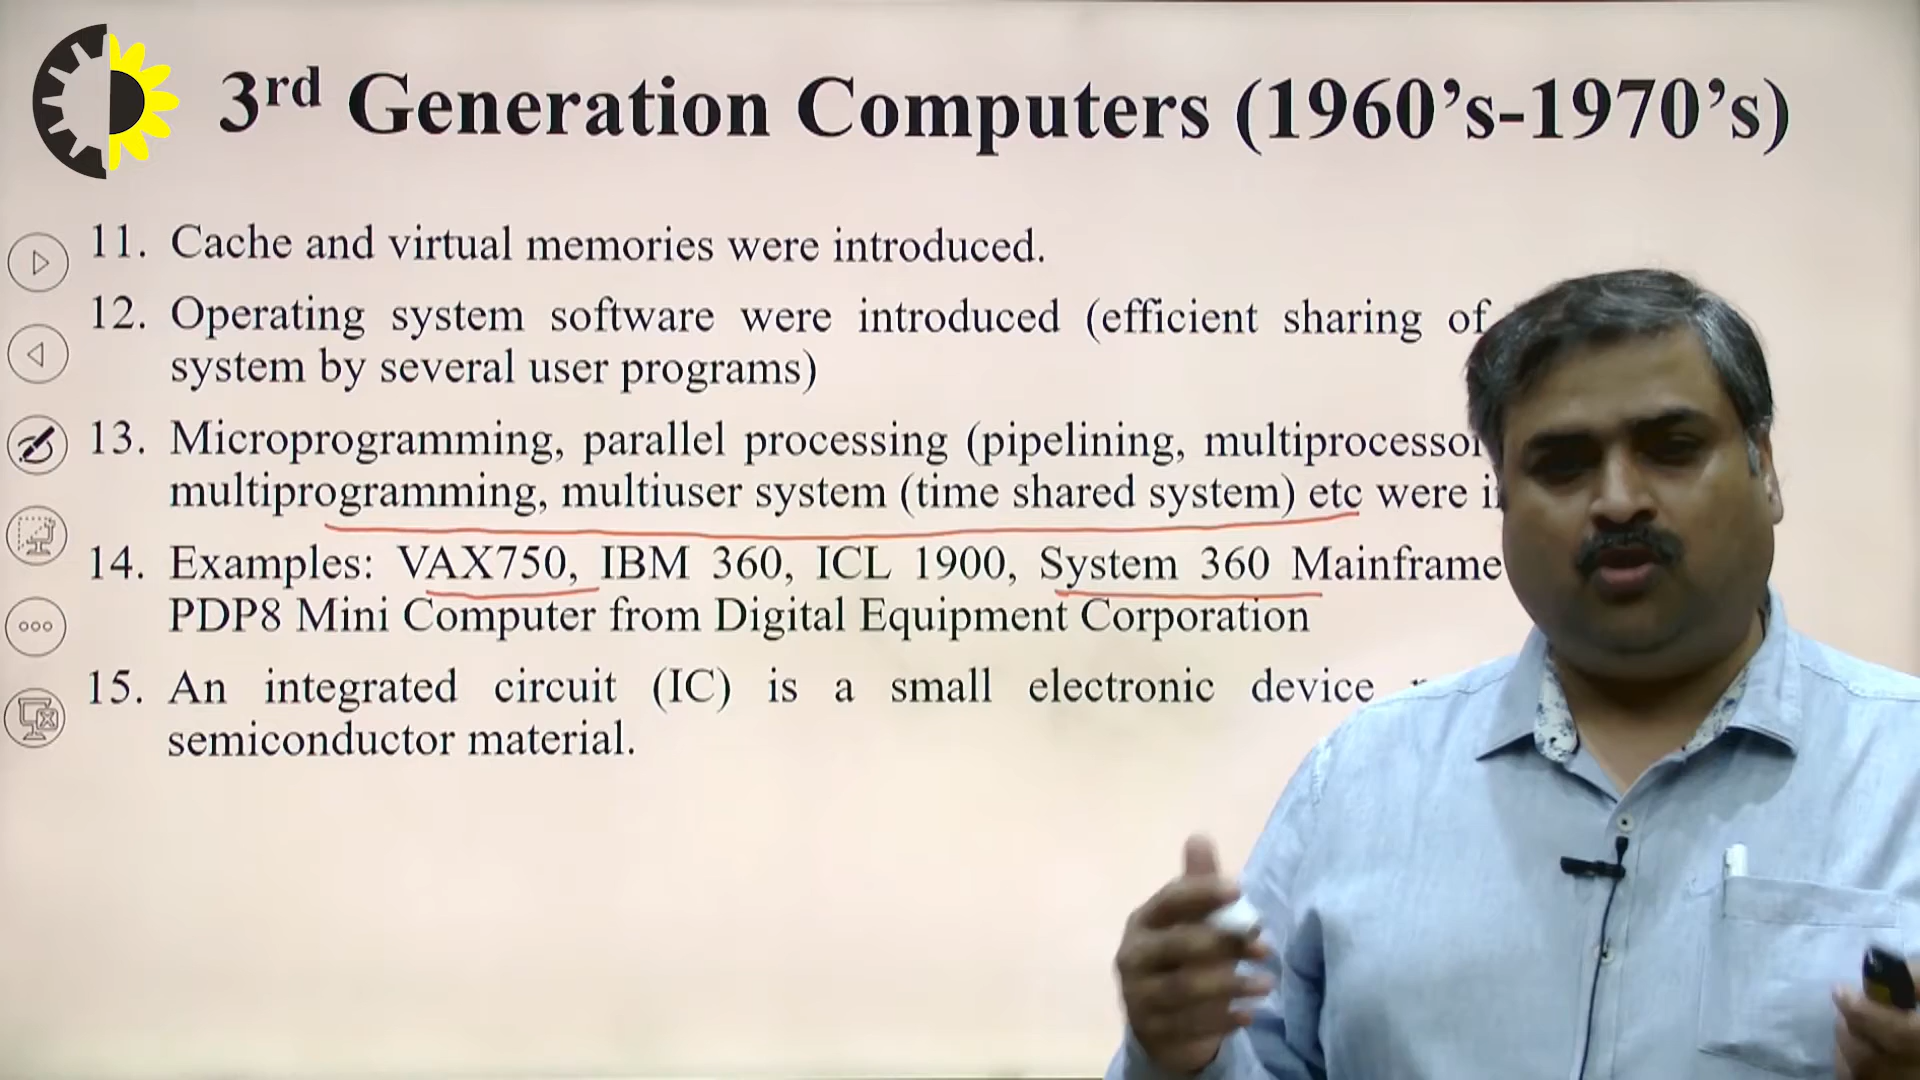 3rd Generation Computers (1960’s-1970’s)
11. Cache and virtual memories were introduced.
12. Operating system software were introduced (efficient sharing of
system by several user programs)
13. Microprogramming, parallel processing (pipelining, multiprocessor
multiprogramming, multiuser system (time shared system) etc were
14. Examples: VAX750, IBM 360, ICL 1900, System 360 Mainframe
PDP8 Mini Computer from Digital Equipment Corporation
15. An integrated circuit (IC) is a small electronic device
semiconductor material.